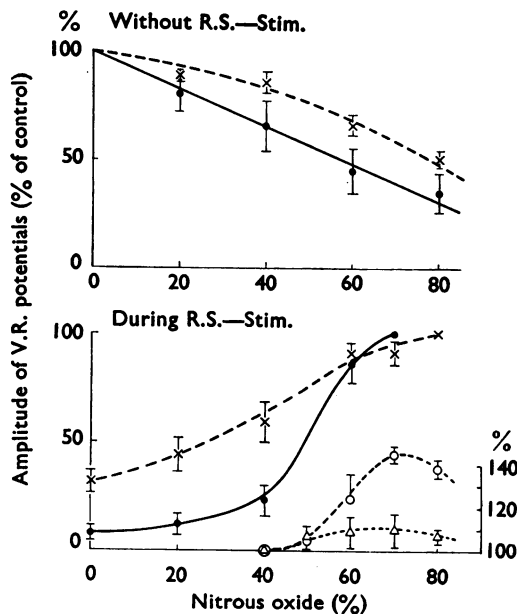 % Without R.S.—Stim.
100
50
0
0 20 40 60 80
Amplitude of V.R. potentials (% of control)
During R.S.—Stim.
100
50
0
%
140
120
100
0 20 40 60 80
Nitrous oxide (%)